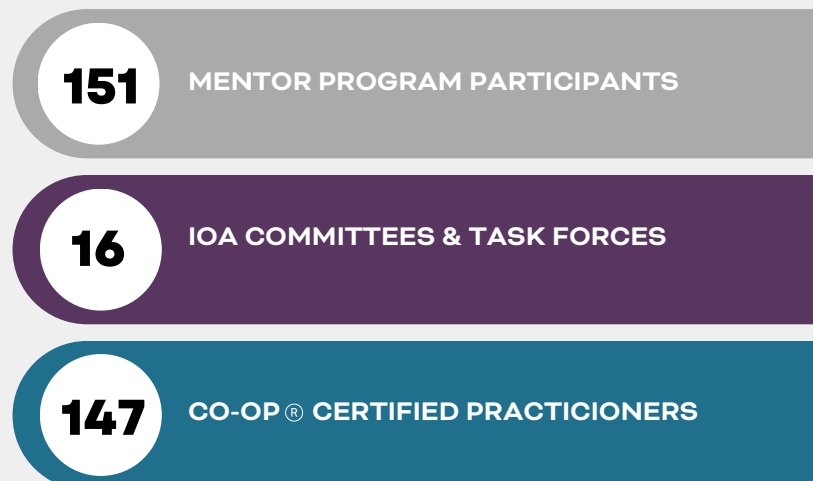 151
MENTOR PROGRAM PARTICIPANTS
16
IOA COMMITTEES & TASK FORCES
147
CO-OP ® CERTIFIED PRACTICIONERS